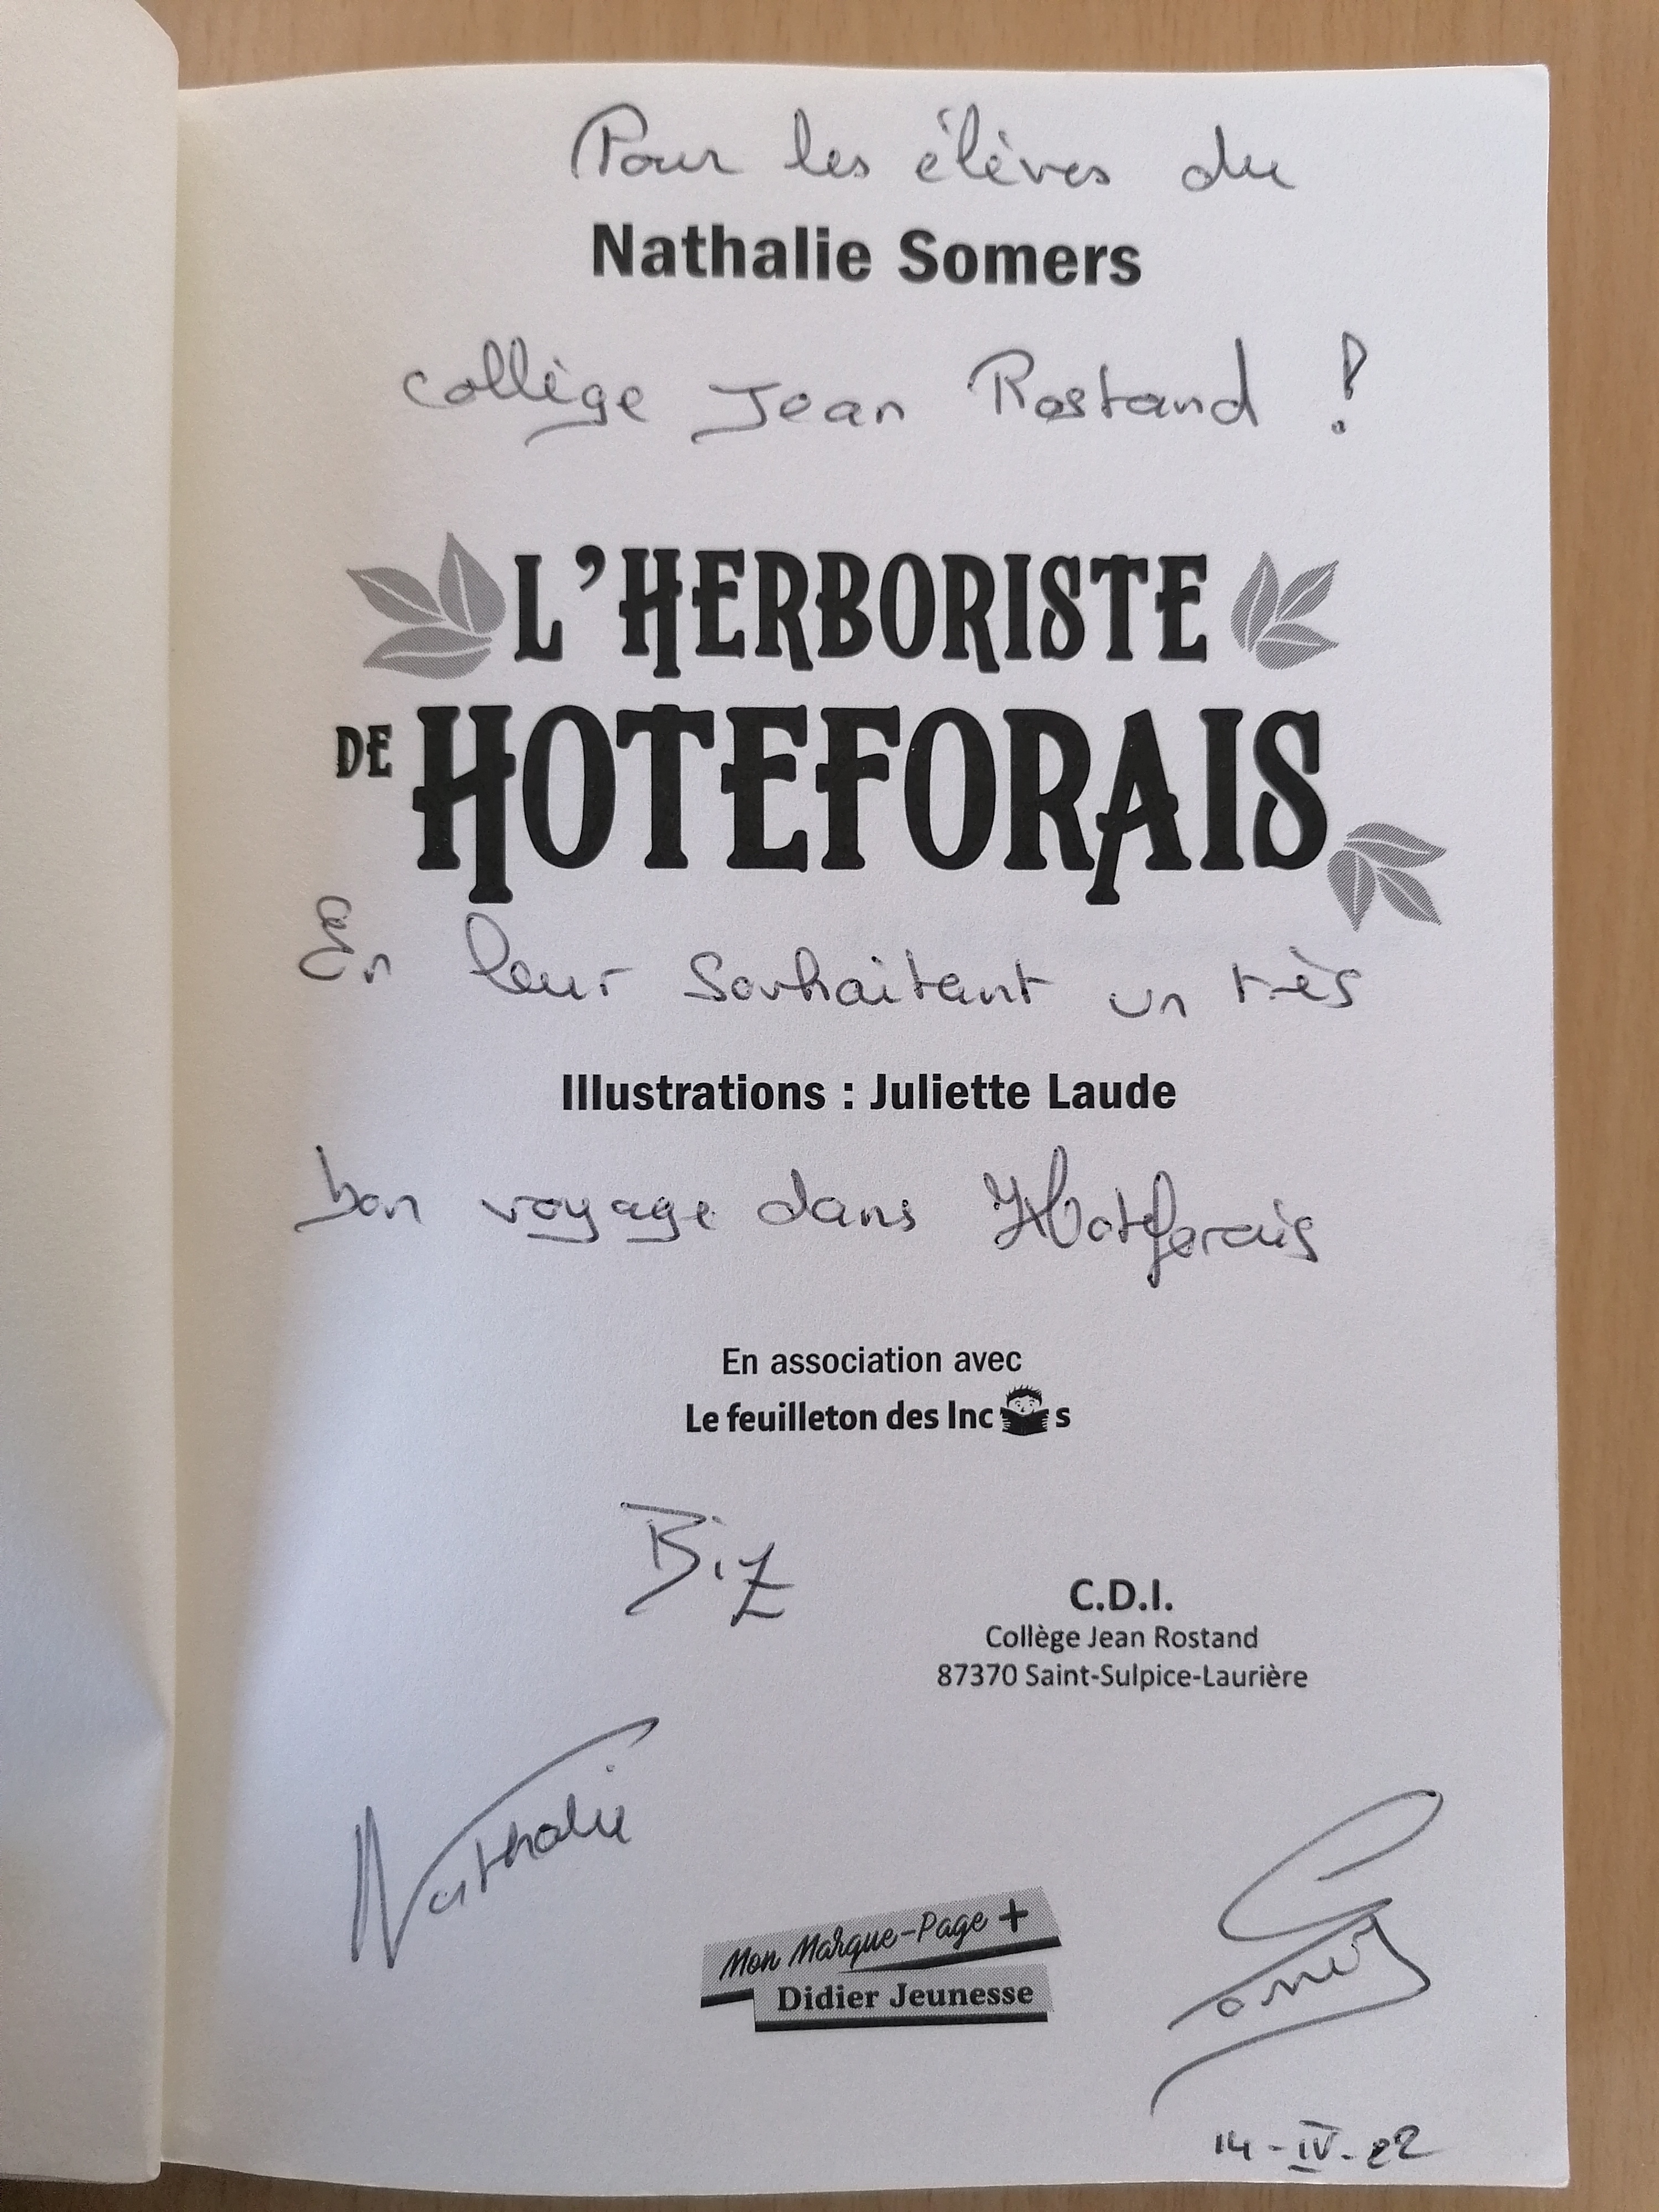 Pour les élèves du
Nathalie Somers
collège Jean Rostand !
L'HERBORISTE
DE HOTEFORAIS
En leur souhaitant un très
Illustrations : Juliette Laude
bon voyage dans Hoteforais
En association avec
Le feuilleton des Incos
Biz
C.D.I.
Collège Jean Rostand
87370 Saint-Sulpice-Laurière
Nathalie
Somers
Mon Marque-Page +
Didier Jeunesse
14-IV-22